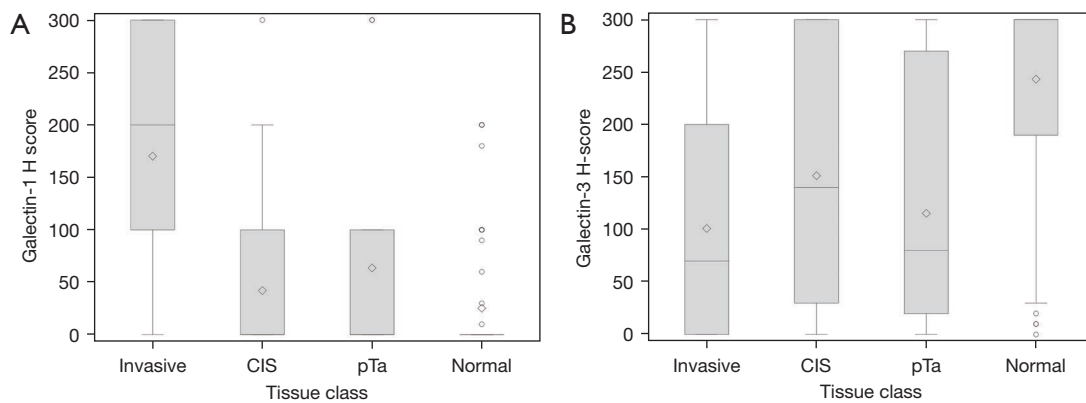 A
Galectin-1 H score
300
250
200
150
100
50
0
Invasive CIS pTa Normal
Tissue class
B
Galectin-3 H-score
300
250
200
150
100
50
0
Invasive CIS pTa Normal
Tissue class